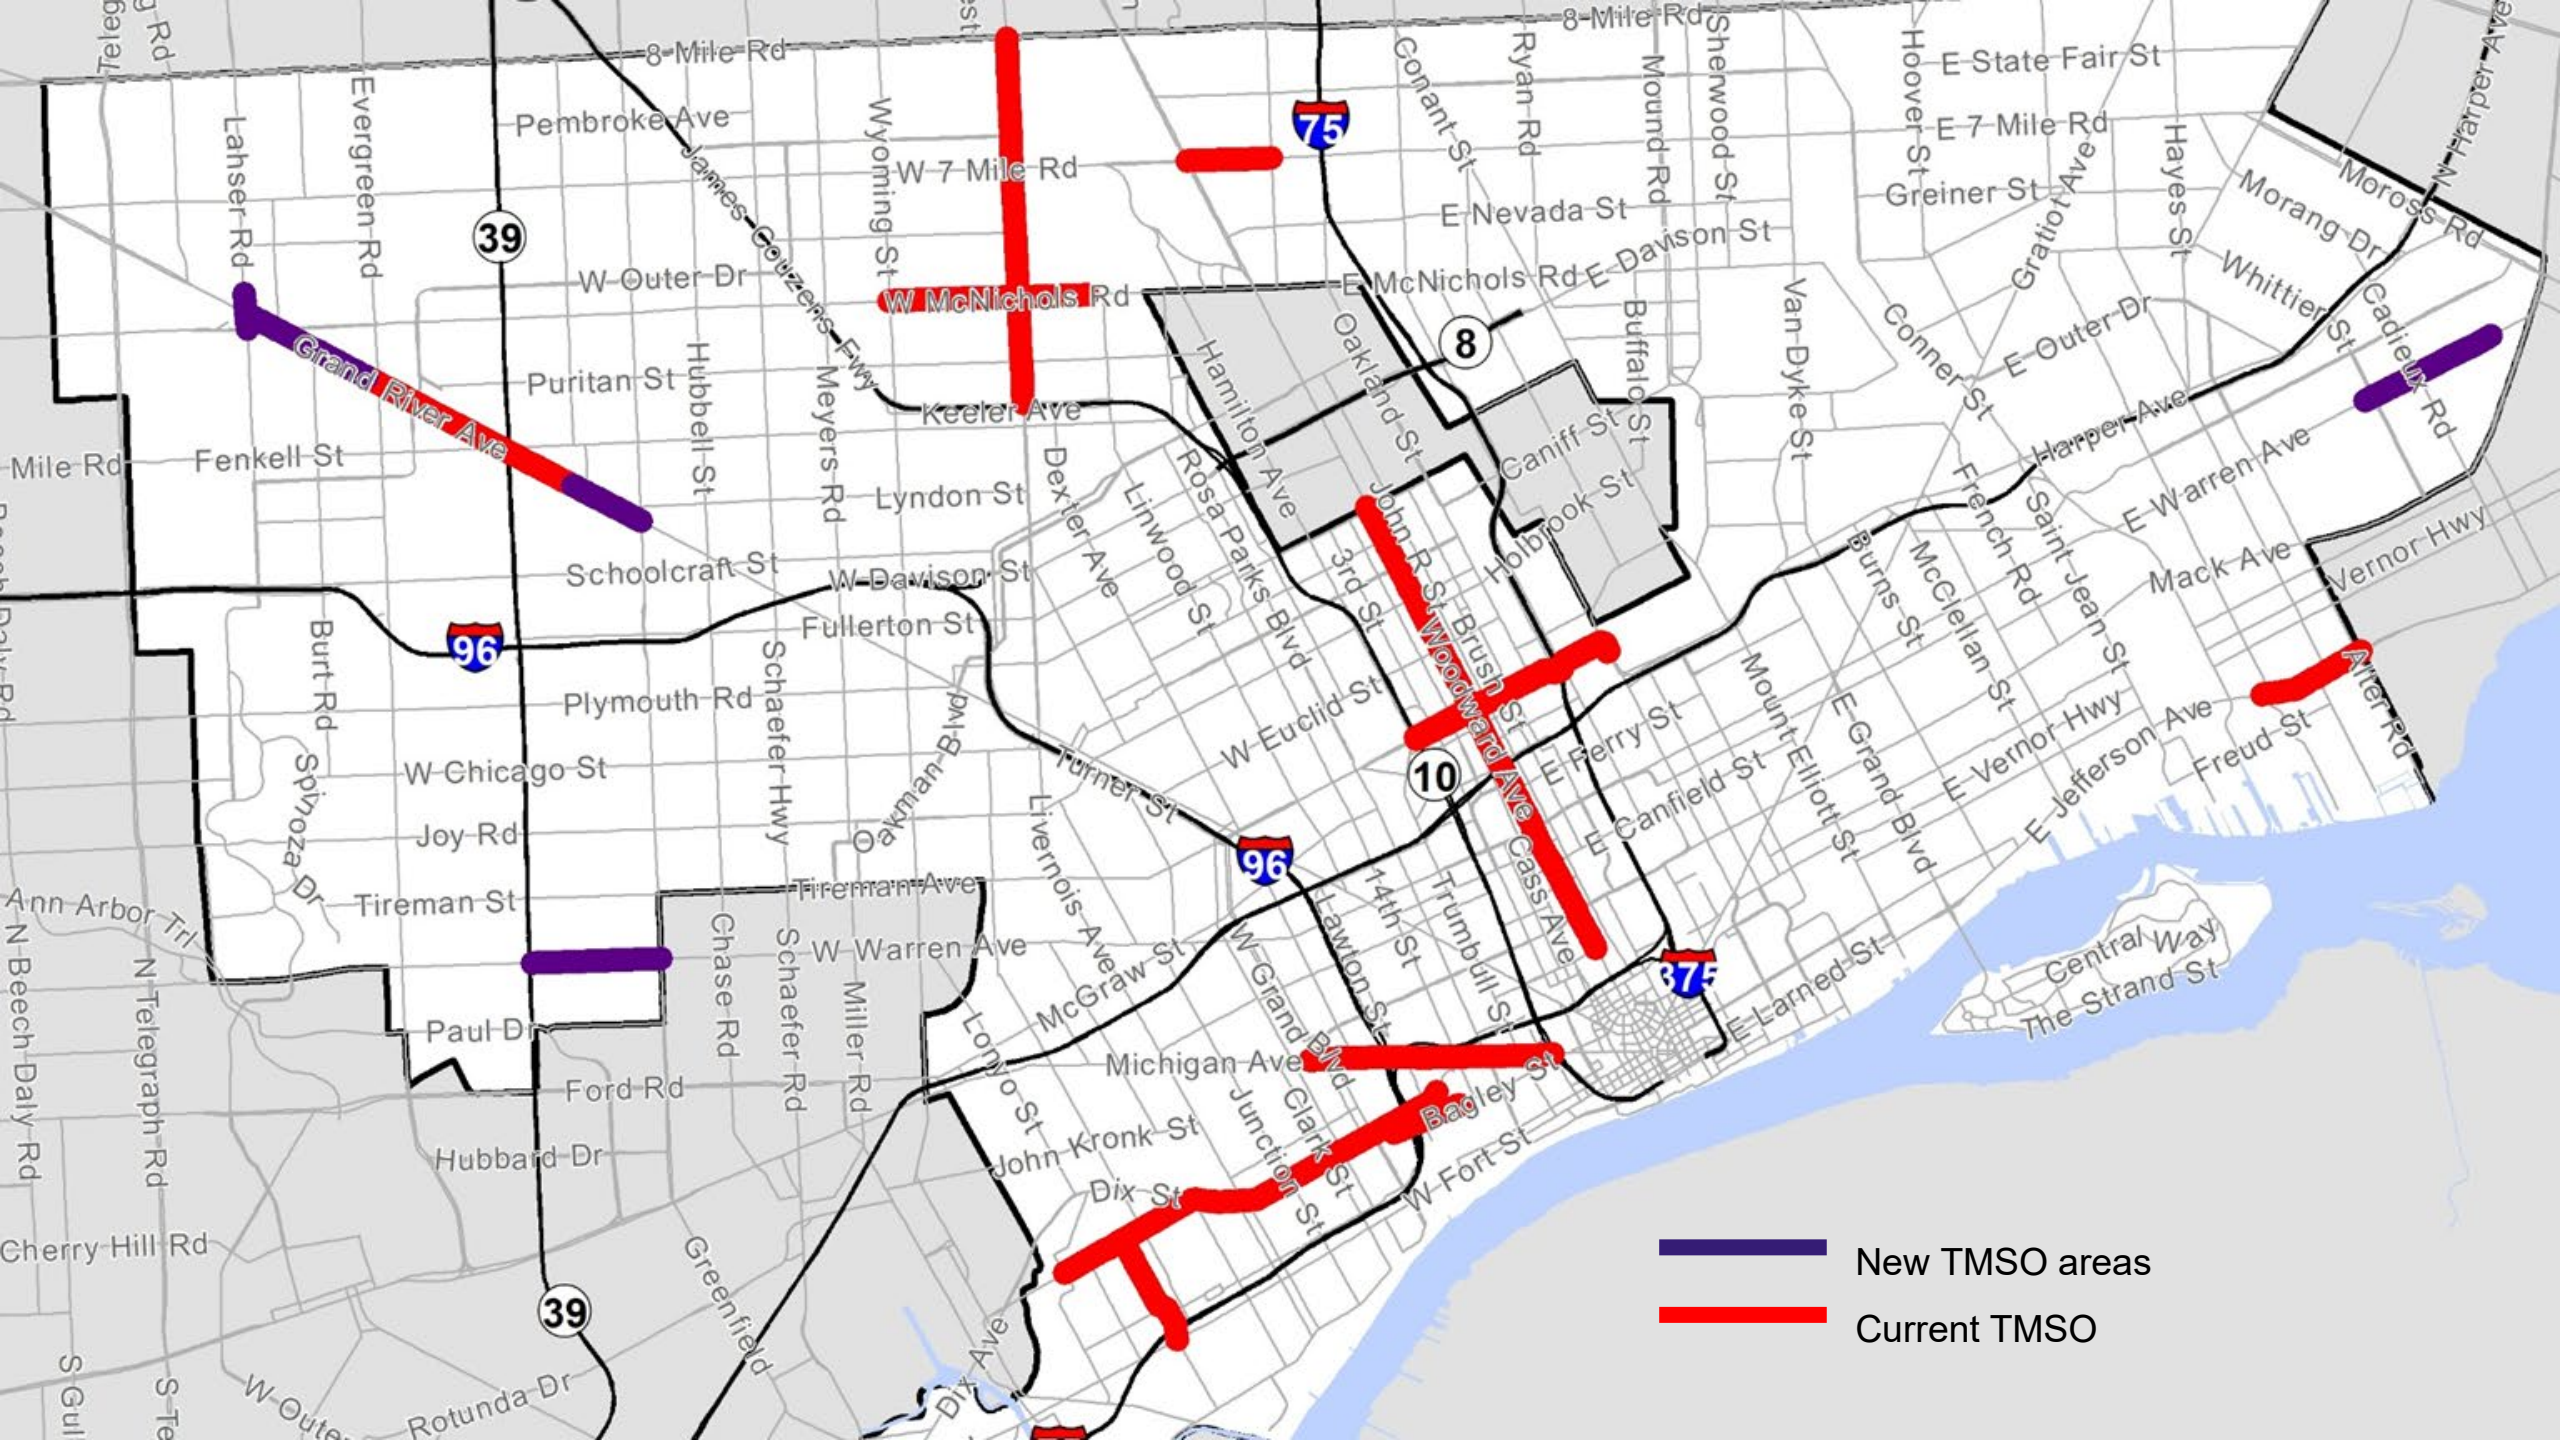 8 Mile Rd
8 Mile Rd
Pembroke Ave
E State Fair St
E 7 Mile Rd
W 7 Mile Rd
Greiner St
E Nevada St
E Davison St
E McNichols Rd
W McNichols Rd
W Outer Dr
Lahser Rd
Evergreen Rd
39
James Couzens Fwy
Wyoming St
75
Conant St
Ryan Rd
Mound Rd
Sherwood St
Hoover St
Gratiot Ave
Hayes St
Morang Dr
Moross Rd
N Harper Ave
Whittier St
Cadieux Rd
8
Buffalo St
Van Dyke St
Conner St
E Outer Dr
Harper Ave
E Warren Ave
Grand River Ave
Puritan St
Hubbell St
Meyers Rd
Keeler Ave
Hamilton Ave
Oakland St
Caniff St
Holbrook St
Mile Rd
Fenkell St
Lyndon St
Dexter Ave
Linwood St
Rosa Parks Blvd
3rd St
John R St
Woodward Ave
Brush St
French Rd
Saint Jean St
McClellan St
Burns St
Mack Ave
Vernor Hwy
Schoolcraft St
W Davison St
Fullerton St
96
Burt Rd
Plymouth Rd
Schaefer Hwy
Oakman Blvd
W Chicago St
Spinoza Dr
Joy Rd
Turner St
Livernois Ave
W Euclid St
10
E Ferry St
E Canfield St
Mount Elliott St
E Grand Blvd
E Vernor Hwy
E Jefferson Ave
Freud St
Alter Rd
Ann Arbor Trl
Tireman St
Tireman Ave
96
Cass Ave
14th St
Trumbull St
Lawton St
W Grand Blvd
W Warren Ave
Chase Rd
Schaefer Rd
Miller Rd
McGraw St
Lonyo St
375
E Larned St
Central Way
The Strand St
N Beech Daly Rd
N Telegraph Rd
Paul Dr
Ford Rd
Hubbard Dr
Michigan Ave
Bagley St
John Kronk St
Junction St
Clark St
Dix St
W Fort St
Cherry Hill Rd
39
Greenfield
Dix Ave
Rotunda Dr
W Outer
S Gul
S Te
New TMSO areas
Current TMSO